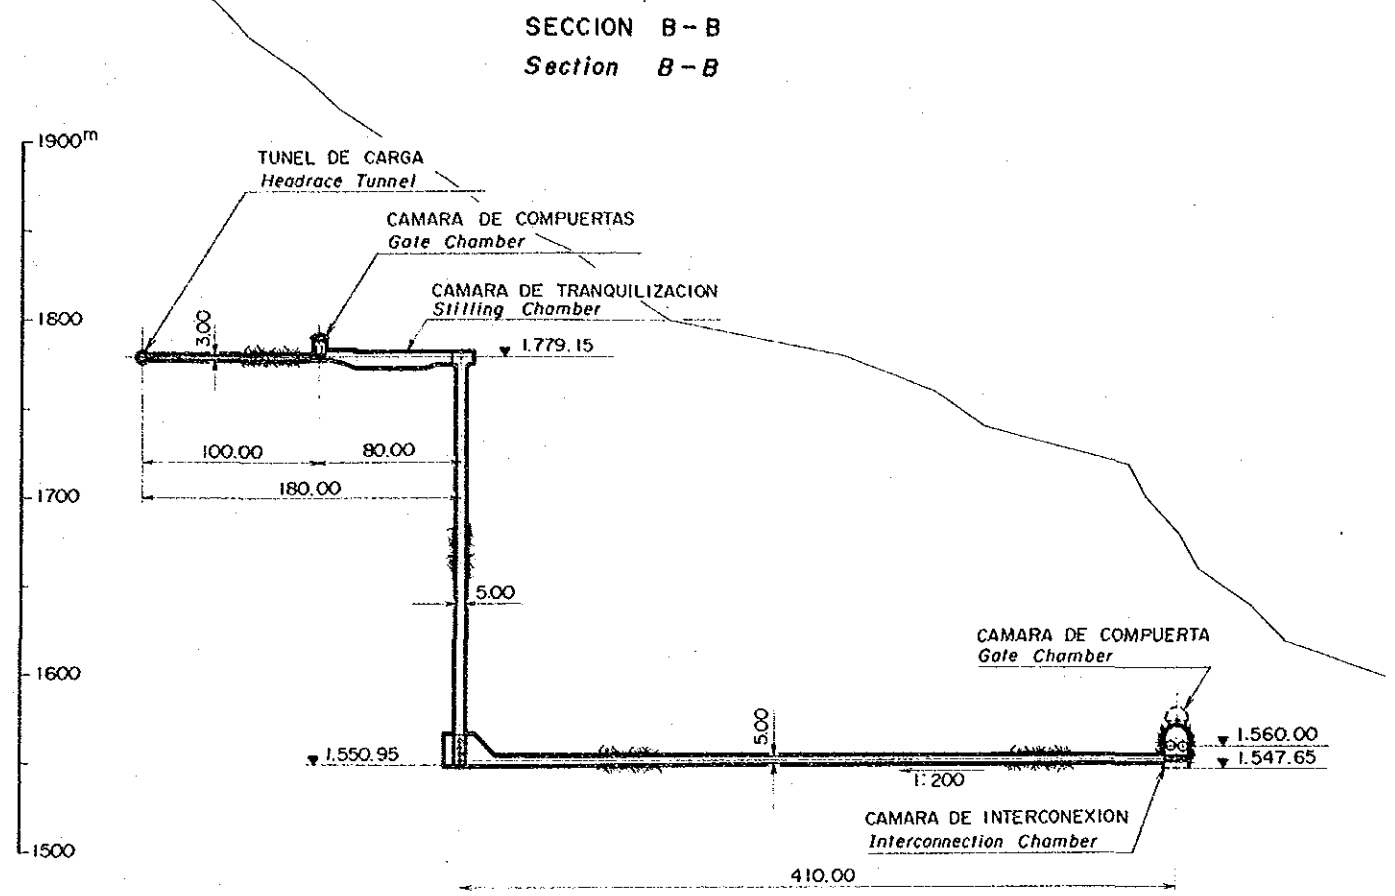 SECCION B-B
Section B-B
1900m
TUNEL DE CARGA
Headrace Tunnel
CAMARA DE COMPUERTAS
Gate Chamber
CAMARA DE TRANQUILIZACION
Stilling Chamber
1800
3.00
1.779.15
100.00
80.00
180.00
1700
5.00
CAMARA DE COMPUERTA
Gate Chamber
1600
5.00
1.560.00
1.550.95
1.547.65
1:200
CAMARA DE INTERCONEXION
Interconnection Chamber
1500
410.00